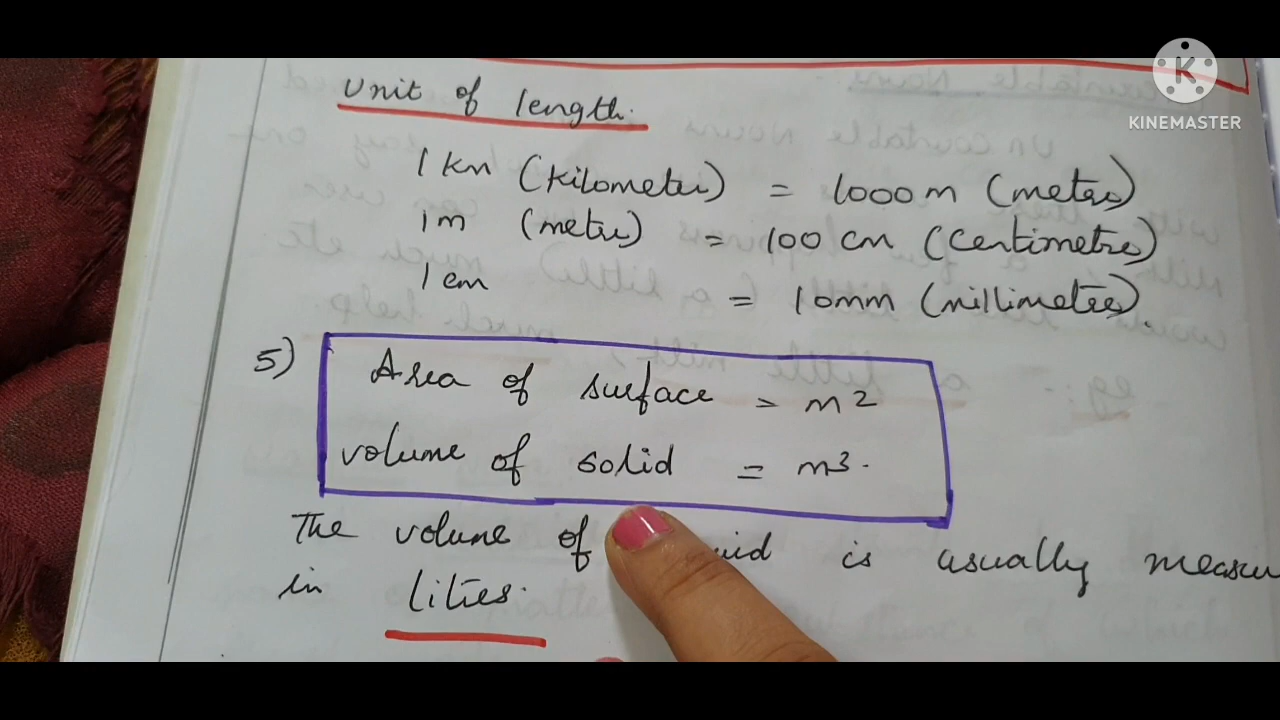 KINEMASTER
Unit of length.
1 km (Kilometer) = 1000 m (metres)
1 m (metre) = 100 cm (Centimetres)
1 cm = 10 mm (millimetres).
5) Area of surface = m2
volume of solid = m3.
The volume of is usually
in litres.